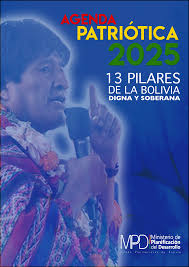 AGENDA
PATRIÓTICA
2025
13 PILARES
DE LA BOLIVIA
DIGNA Y SOBERANA
MPD
Ministerio de
Planificación
del Desarrollo